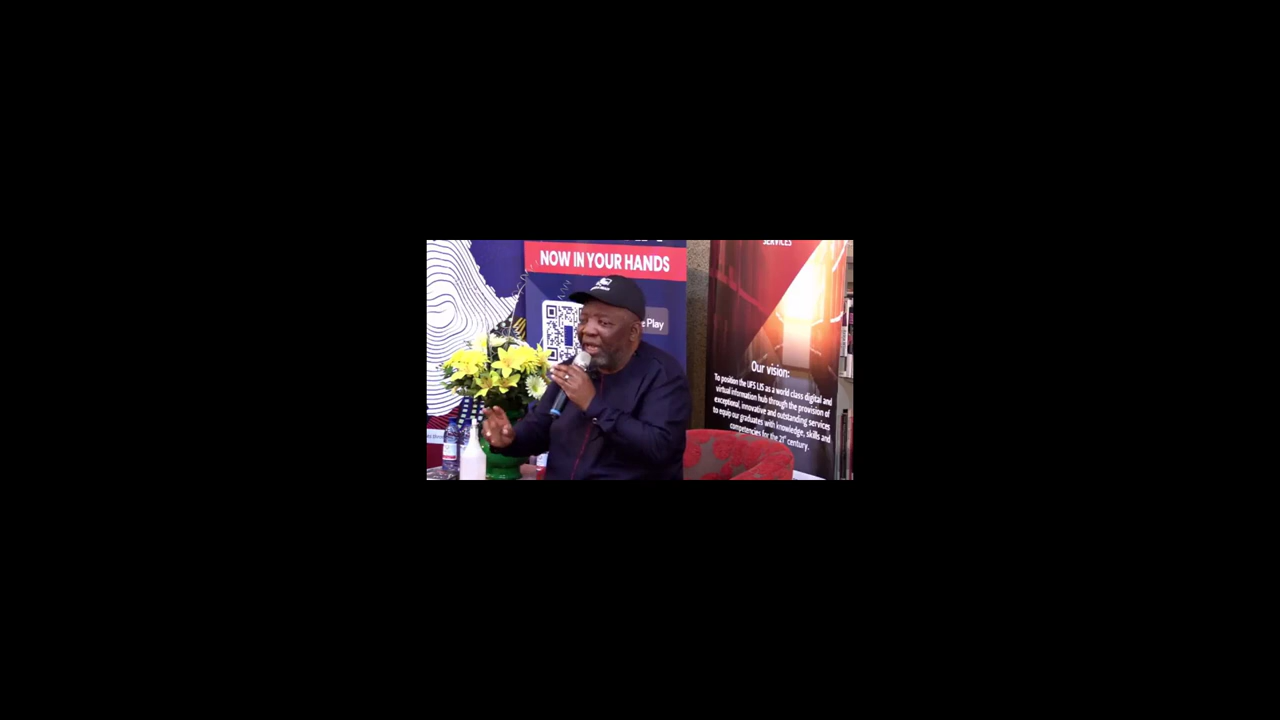 NOW IN YOUR HANDS
Play
SERVICES
Our vision:
To position the UFS LIS as a world class digital and
virtual information hub through the provision of
exceptional, innovative and outstanding services
to equip our graduates with knowledge, skills and
competencies for the 21st century.